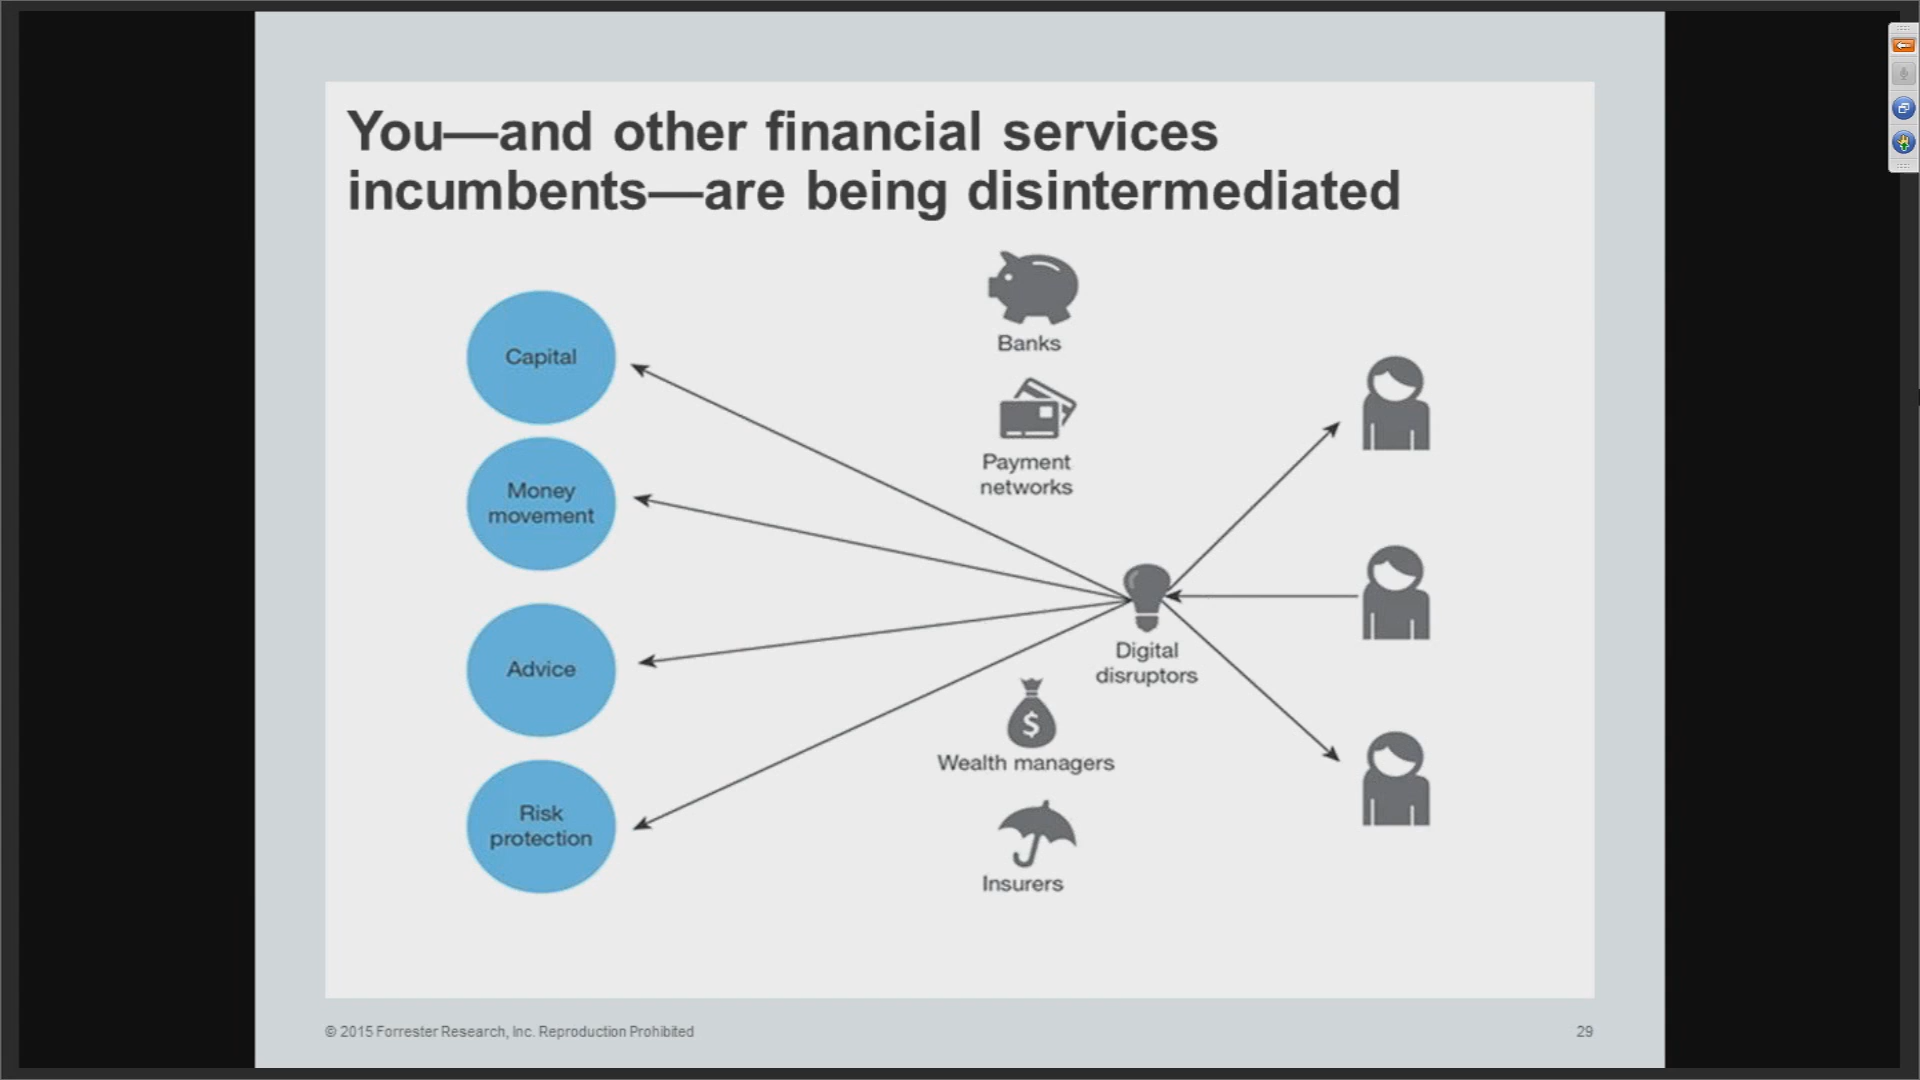 You—and other financial services
incumbents—are being disintermediated
Banks
Capital
Payment
networks
Money
movement
Digital
disruptors
Advice
$
Wealth managers
Risk
protection
Insurers
© 2015 Forrester Research, Inc. Reproduction Prohibited
29